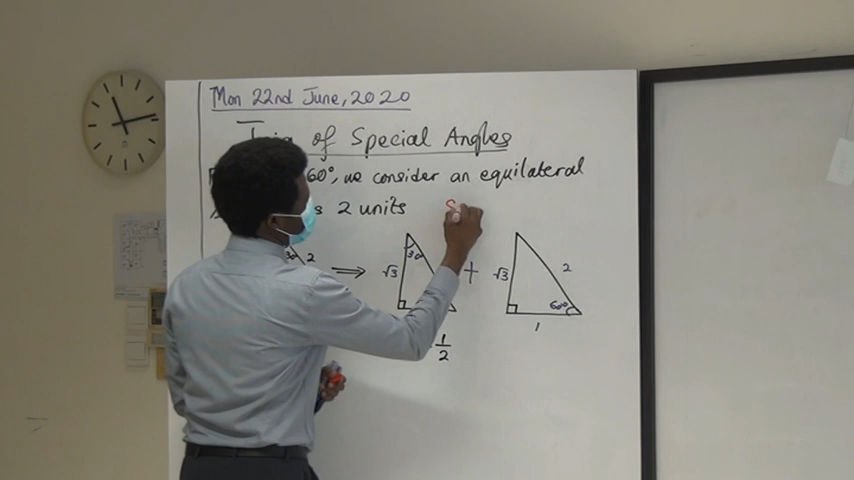 Mon 22nd June, 2020
of Special Angles
60°, we consider an equilateral
s 2 units S
30 2 ⟹ √3 30° + √3 2 60° 1
1/2